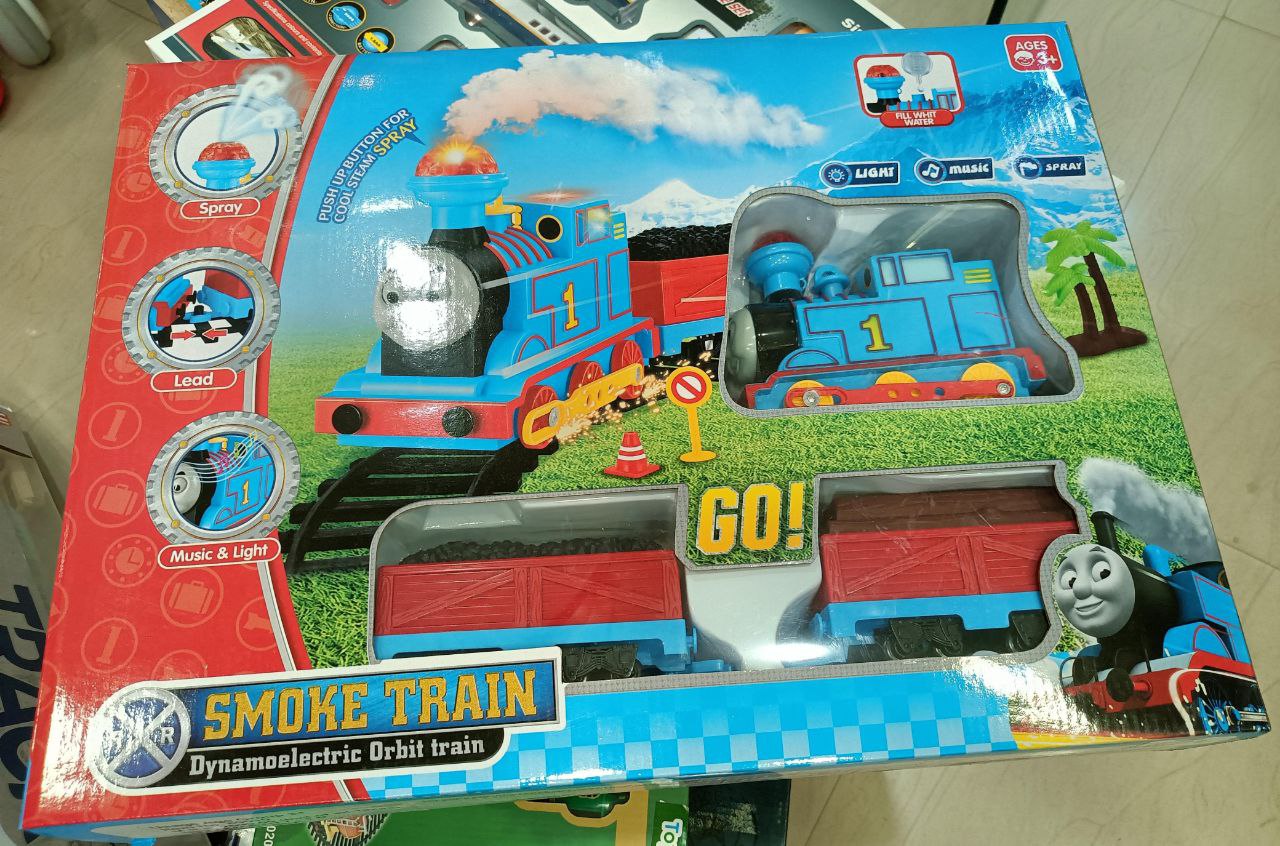 AGES
3+
FILL WHIT
WATER
PUSH UP BUTTON FOR
COOL STEAM SPRAY
LIGHT
music
SPRAY
Spray
1
1
Lead
Music & Light
1
GO!
SMOKE TRAIN
Dynamoelectric Orbit train